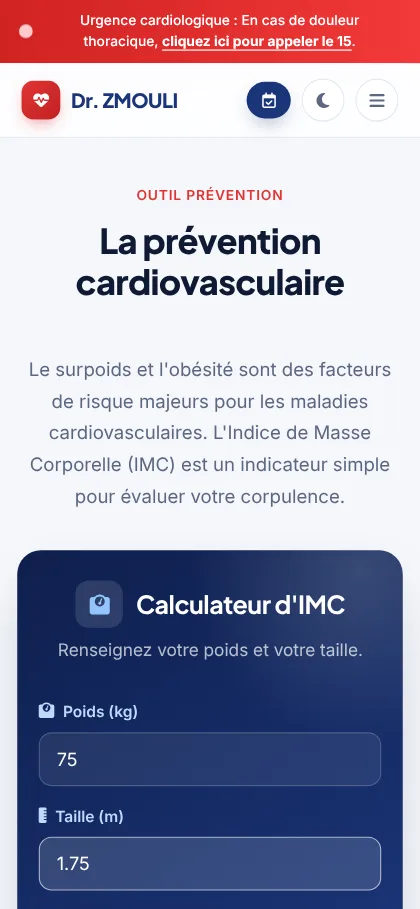 Urgence cardiologique : En cas de douleur
thoracique, cliquez ici pour appeler le 15.
Dr. ZMOULI
OUTIL PRÉVENTION
La prévention
cardiovasculaire
Le surpoids et l'obésité sont des facteurs
de risque majeurs pour les maladies
cardiovasculaires. L'Indice de Masse
Corporelle (IMC) est un indicateur simple
pour évaluer votre corpulence.
Calculateur d'IMC
Renseignez votre poids et votre taille.
Poids (kg)
75
Taille (m)
1.75